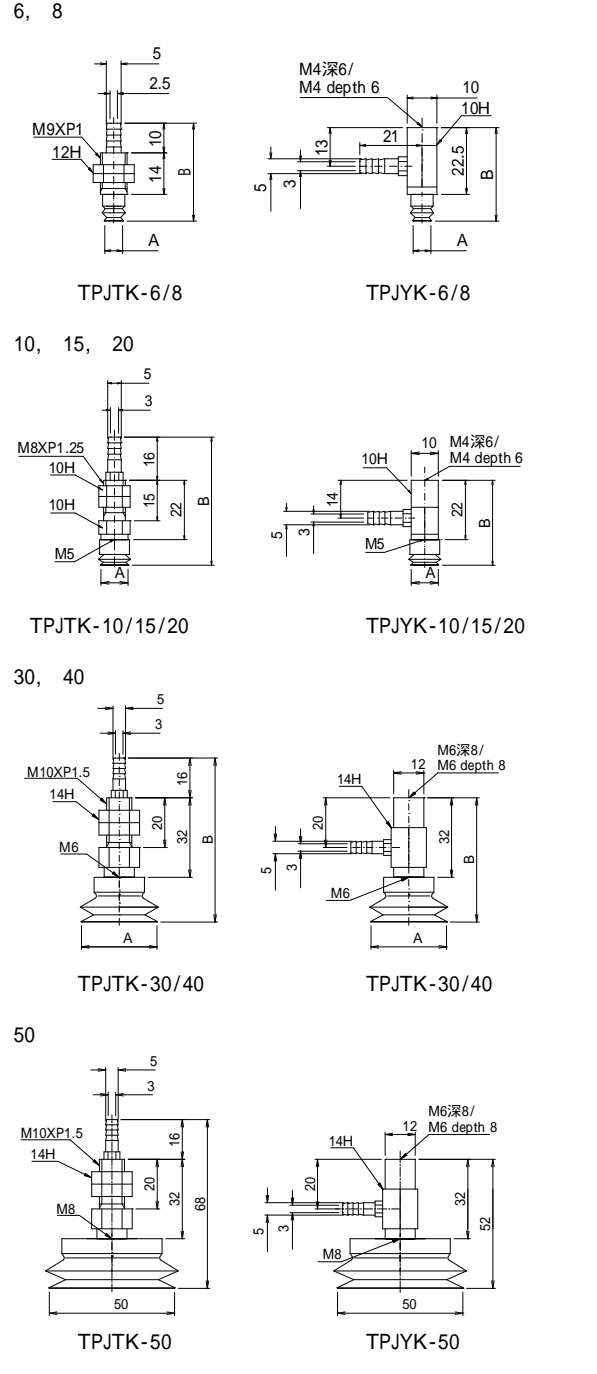 6, 8
5
2.5
M9XP1
12H
10
14
B
A
TPJTK-6/8
M4深6/
M4 depth 6
10
10H
21
13
22.5
B
5
3
A
TPJYK-6/8
10, 15, 20
5
3
M8XP1.25
10H
10H
16
15
22
B
M5
A
TPJTK-10/15/20
10
M4深6/
M4 depth 6
10H
14
22
B
5
3
M5
A
TPJYK-10/15/20
30, 40
5
3
M10XP1.5
14H
16
20
32
B
M6
A
TPJTK-30/40
M6深8/
M6 depth 8
12
14H
20
32
B
5
3
M6
A
TPJTK-30/40
50
5
3
M10XP1.5
14H
16
20
32
68
M8
50
TPJTK-50
M6深8/
M6 depth 8
12
14H
20
32
52
5
3
M8
50
TPJYK-50